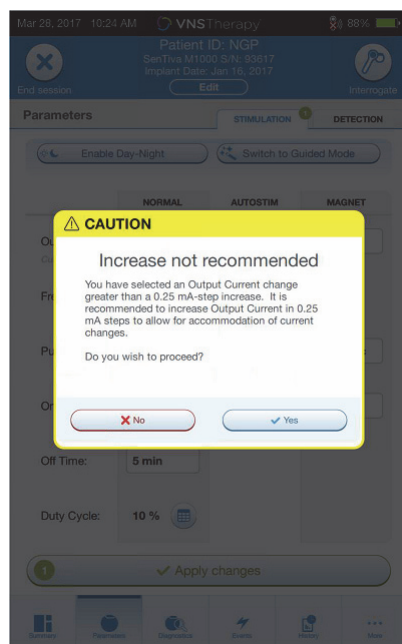 Mar 28, 2017 10:24 AM VNSTherapy 88%
Patient ID: NGP
SenTiva M1000 S/N: 93617
Implant Date: Jan 16, 2017
End session Edit Interrogate
Parameters STIMULATION 1 DETECTION
Enable Day-Night Switch to Guided Mode
NORMAL AUTOSTIM MAGNET
CAUTION
Increase not recommended
You have selected an Output Current change
greater than a 0.25 mA-step increase. It is
recommended to increase Output Current in 0.25
mA steps to allow for accommodation of current
changes.
Do you wish to proceed?
No Yes
Off Time: 5 min
Duty Cycle: 10 %
1 Apply changes
Summary Parameters Diagnostics Events History More